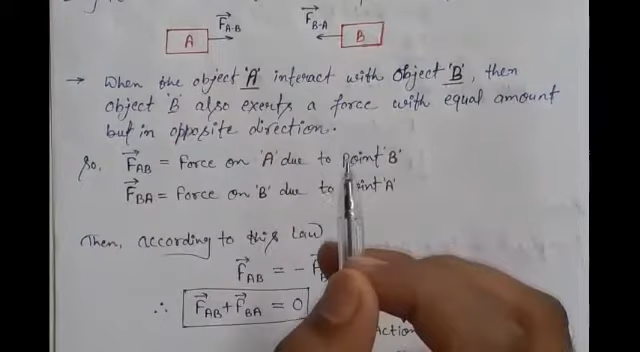 F A-B
F B-A
A
B
→ When the object 'A' interact with object 'B', then
object 'B' also exerts a force with equal amount
but in opposite direction.
So, F AB = Force on 'A' due to point 'B'
F BA = Force on 'B' due to point 'A'
Then, according to this law
F AB = - F
∴ F AB + F BA = 0
Action